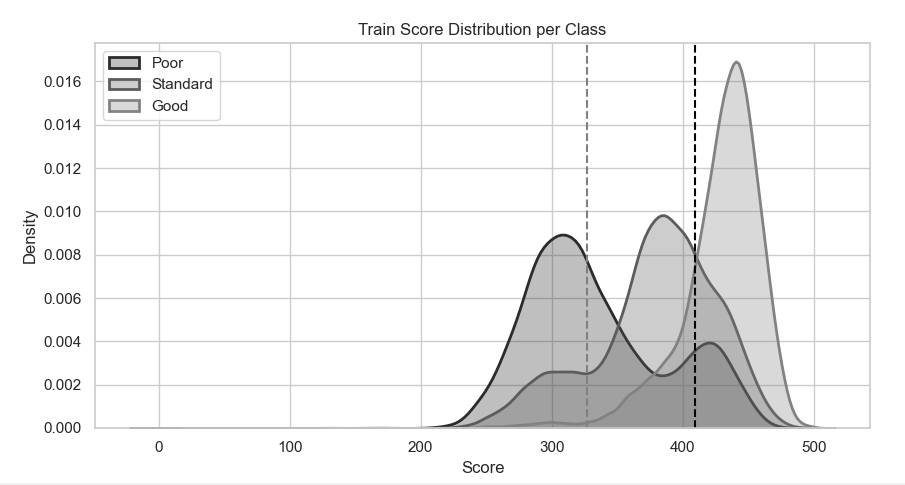 Train Score Distribution per Class
Poor
Standard
Good
0.016
0.014
0.012
0.010
0.008
0.006
0.004
0.002
0.000
Density
0 100 200 300 400 500
Score